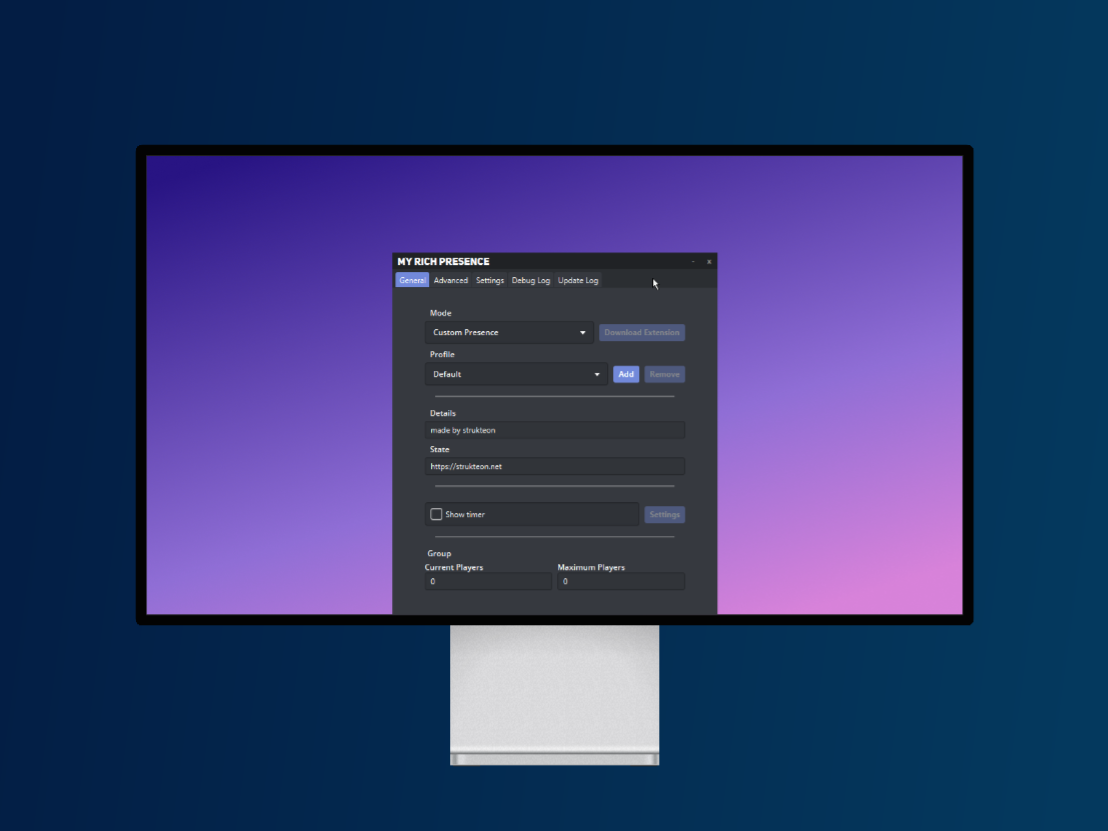 MY RICH PRESENCE - x
General Advanced Settings Debug Log Update Log
Mode
Custom Presence Download Extension
Profile
Default Add Remove
Details
made by strukteon
State
https://strukteon.net
Show timer Settings
Group
Current Players Maximum Players
0 0